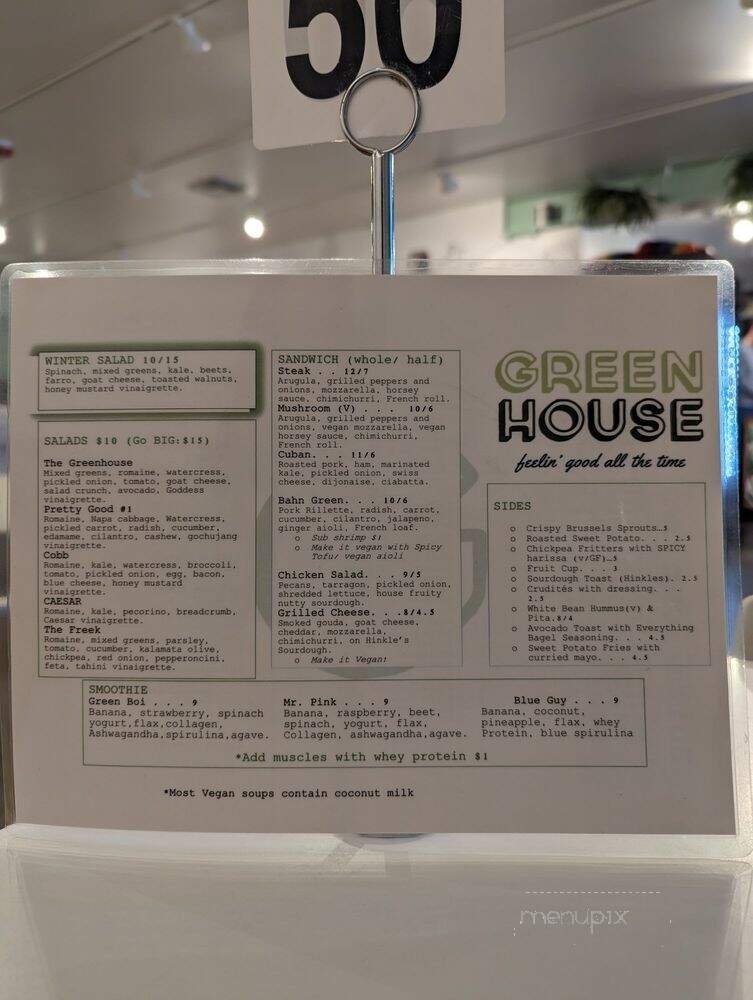 50
WINTER SALAD 10/15
Spinach, mixed greens, kale, beets,
farro, goat cheese, toasted walnuts,
honey mustard vinaigrette.
SALADS $10 (Go BIG:$15)
The Greenhouse
Mixed greens, romaine, watercress,
pickled onion, tomato, goat cheese,
salad crunch, avocado, Goddess
vinaigrette.
Pretty Good #1
Romaine, Napa cabbage, Watercress,
pickled carrot, radish, cucumber,
edamame, cilantro, cashew, gochujang
vinaigrette.
Cobb
Romaine, kale, watercress, broccoli,
tomato, pickled onion, egg, bacon,
blue cheese, honey mustard
vinaigrette.
CAESAR
Romaine, kale, pecorino, breadcrumb,
Caesar vinaigrette.
The Freek
Romaine, mixed greens, parsley,
tomato, cucumber, kalamata olive,
chickpea, red onion, pepperoncini,
feta, tahini vinaigrette.
SANDWICH (whole/ half)
Steak . . 12/7
Arugula, grilled peppers and
onions, mozzarella, horsey
sauce, chimichurri, French roll.
Mushroom (V) . . . 10/6
Arugula, grilled peppers and
onions, vegan mozzarella, vegan
horsey sauce, chimichurri,
French roll.
Cuban. . . 11/6
Roasted pork, ham, marinated
kale, pickled onion, swiss
cheese, dijonaise, ciabatta.
Bahn Green. . . 10/6
Pork Rillette, radish, carrot,
cucumber, cilantro, jalapeno,
ginger aioli, French loaf.
o Sub shrimp $1
o Make it vegan with Spicy
Tofu/ vegan aioli
Chicken Salad. . . 9/5
Pecans, tarragon, pickled onion,
shredded lettuce, house fruity
nutty sourdough.
Grilled Cheese. . . .8/4.5
Smoked gouda, goat cheese,
cheddar, mozzarella,
chimichurri, on Hinkle's
Sourdough.
o Make it Vegan!
GREEN
HOUSE
feelin' good all the time
SIDES
o Crispy Brussels Sprouts…5
o Roasted Sweet Potato. . . 2.5
o Chickpea Fritters with SPICY
harissa (v/GF)…5
o Fruit Cup. . . 3
o Sourdough Toast (Hinkles). 2.5
o Crudités with dressing. . .
2.5
o White Bean Hummus(v) &
Pita.8/4
o Avocado Toast with Everything
Bagel Seasoning. . . 4.5
o Sweet Potato Fries with
curried mayo. . . 4.5
SMOOTHIE
Green Boi . . . 9
Banana, strawberry, spinach
yogurt,flax,collagen,
Ashwagandha,spirulina,agave.
Mr. Pink . . . 9
Banana, raspberry, beet,
spinach, yogurt, flax,
Collagen, ashwagandha,agave.
Blue Guy . . . 9
Banana, coconut,
pineapple, flax, whey
Protein, blue spirulina
*Add muscles with whey protein $1
*Most Vegan soups contain coconut milk
menupix